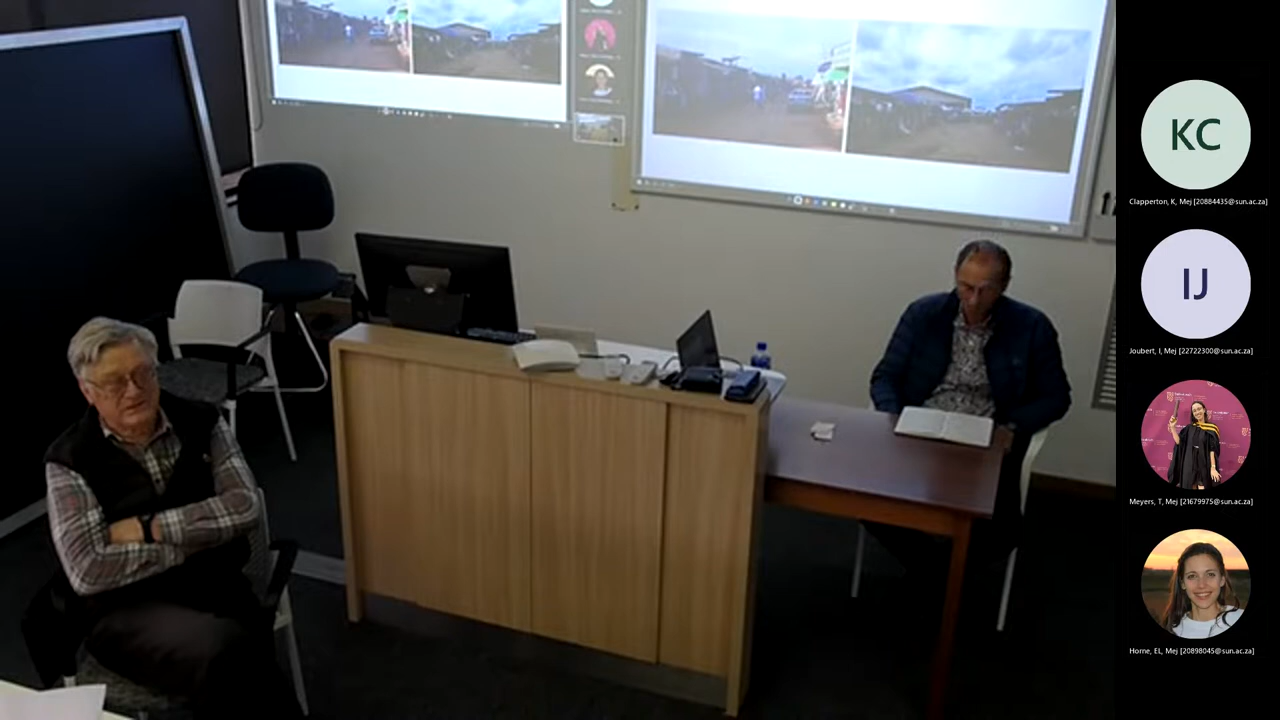 KC
Clapperton, K, Mej [20884435@sun.ac.za]
IJ
Joubert, I, Mej [22722300@sun.ac.za]
Meyers, T, Mej [21679975@sun.ac.za]
Horne, EL, Mej [20898045@sun.ac.za]